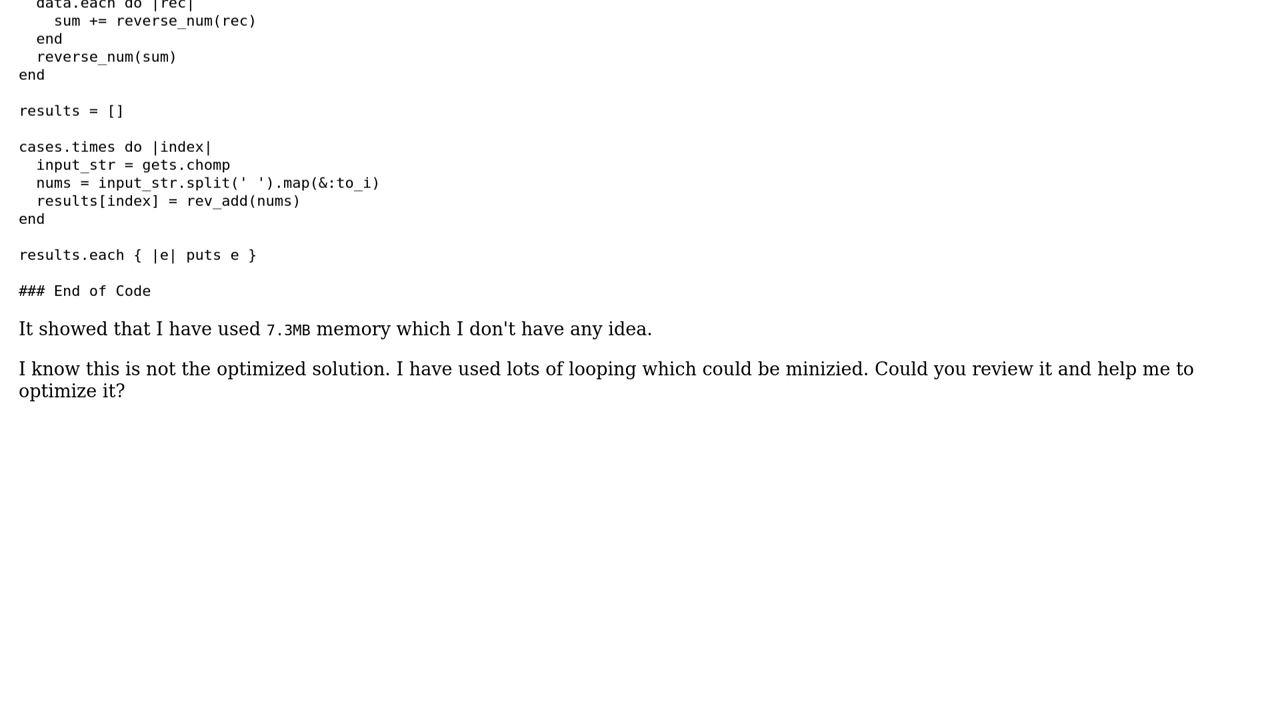 data.each do |rec|
    sum += reverse_num(rec)
  end
  reverse_num(sum)
end

results = []

cases.times do |index|
  input_str = gets.chomp
  nums = input_str.split(' ').map(&:to_i)
  results[index] = rev_add(nums)
end

results.each { |e| puts e }

### End of Code
It showed that I have used 7.3MB memory which I don't have any idea.
I know this is not the optimized solution. I have used lots of looping which could be minizied. Could you review it and help me to
optimize it?